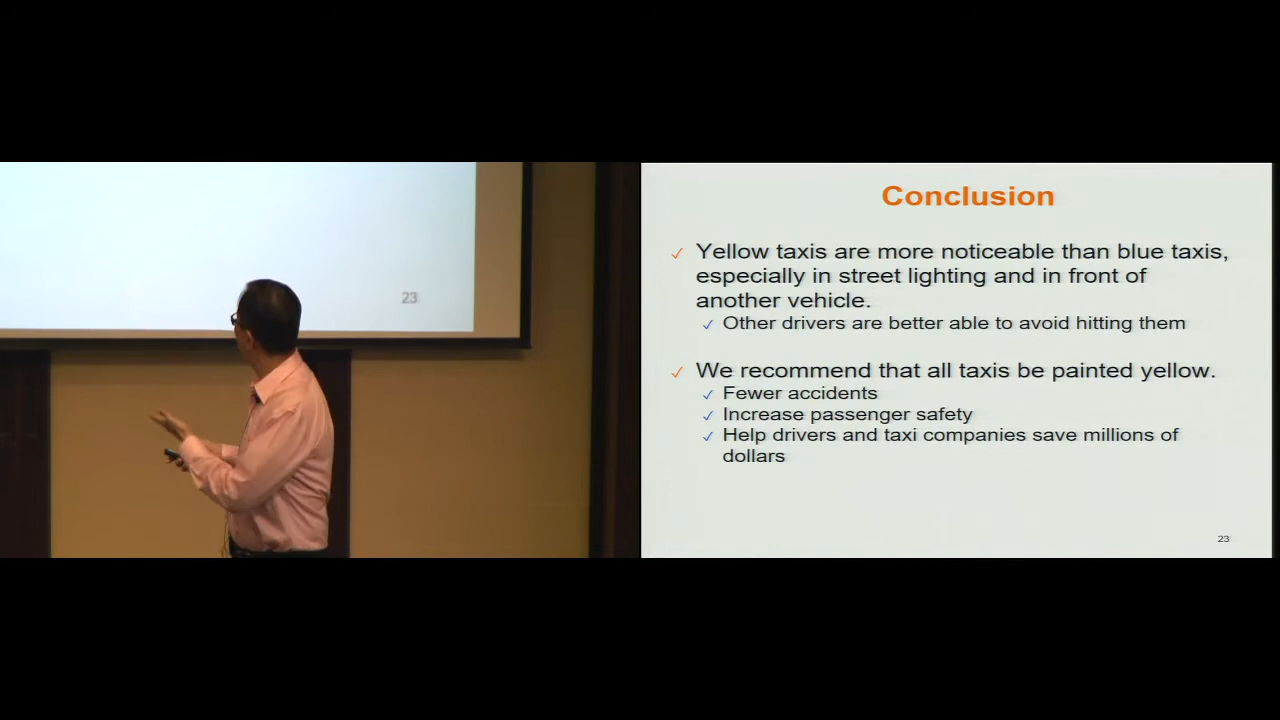 23
Conclusion
Yellow taxis are more noticeable than blue taxis,
especially in street lighting and in front of
another vehicle.
Other drivers are better able to avoid hitting them
We recommend that all taxis be painted yellow.
Fewer accidents
Increase passenger safety
Help drivers and taxi companies save millions of
dollars
23